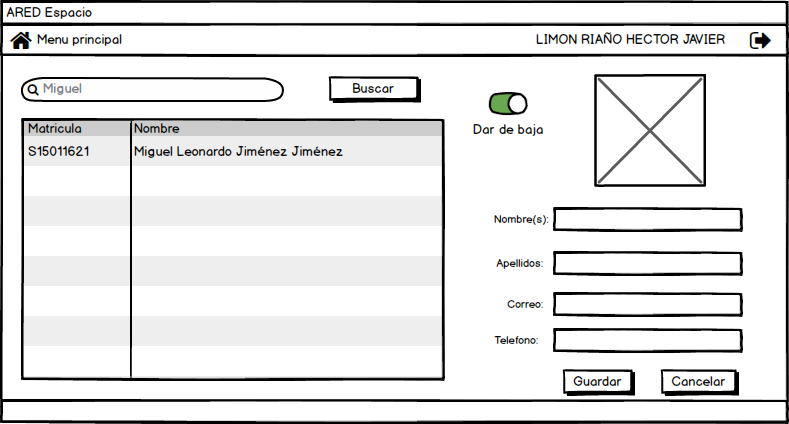 ARED Espacio
Menu principal
LIMON RIAÑO HECTOR JAVIER
Miguel
Buscar
Matricula Nombre
S15011621 Miguel Leonardo Jiménez Jiménez
Dar de baja
Nombre(s):
Apellidos:
Correo:
Telefono:
Guardar
Cancelar